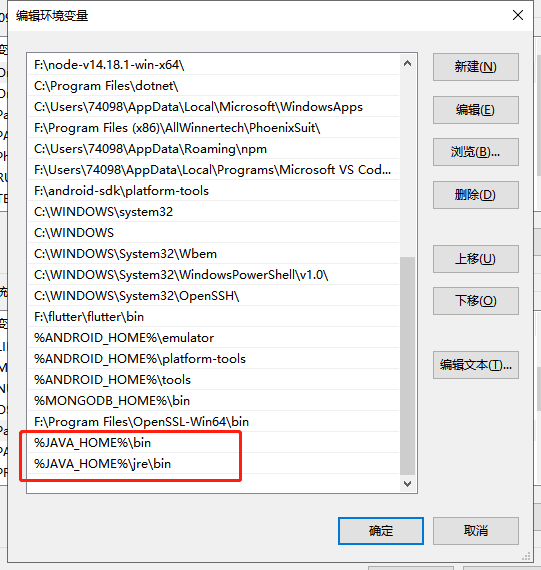 编辑环境变量
F:\node-v14.18.1-win-x64\
C:\Program Files\dotnet\
C:\Users\74098\AppData\Local\Microsoft\WindowsApps
F:\Program Files (x86)\AllWinnertech\PhoenixSuit\
C:\Users\74098\AppData\Roaming\npm
F:\Users\74098\AppData\Local\Programs\Microsoft VS Cod...
F:\android-sdk\platform-tools
C:\WINDOWS\system32
C:\WINDOWS
C:\WINDOWS\System32\Wbem
C:\WINDOWS\System32\WindowsPowerShell\v1.0\
C:\WINDOWS\System32\OpenSSH\
F:\flutter\flutter\bin
%ANDROID_HOME%\emulator
%ANDROID_HOME%\platform-tools
%ANDROID_HOME%\tools
%MONGODB_HOME%\bin
F:\Program Files\OpenSSL-Win64\bin
%JAVA_HOME%\bin
%JAVA_HOME%\jre\bin
新建(N)
编辑(E)
浏览(B)...
删除(D)
上移(U)
下移(O)
编辑文本(T)...
确定
取消